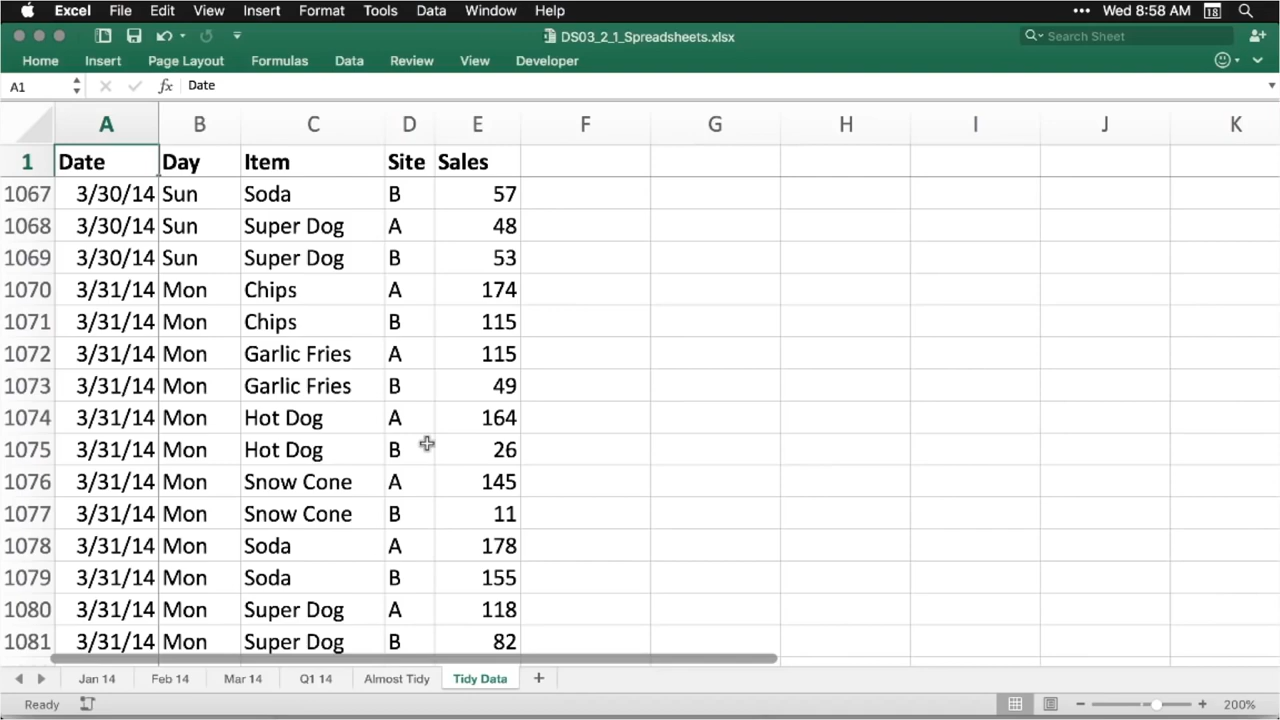 Excel File Edit View Insert Format Tools Data Window Help ••• Wed 8:58 AM 18
DS03_2_1_Spreadsheets.xlsx Search Sheet
Home Insert Page Layout Formulas Data Review View Developer
A1 fx Date
A B C D E F G H I J K
1 Date Day Item Site Sales
1067 3/30/14 Sun Soda B 57
1068 3/30/14 Sun Super Dog A 48
1069 3/30/14 Sun Super Dog B 53
1070 3/31/14 Mon Chips A 174
1071 3/31/14 Mon Chips B 115
1072 3/31/14 Mon Garlic Fries A 115
1073 3/31/14 Mon Garlic Fries B 49
1074 3/31/14 Mon Hot Dog A 164
1075 3/31/14 Mon Hot Dog B 26
1076 3/31/14 Mon Snow Cone A 145
1077 3/31/14 Mon Snow Cone B 11
1078 3/31/14 Mon Soda A 178
1079 3/31/14 Mon Soda B 155
1080 3/31/14 Mon Super Dog A 118
1081 3/31/14 Mon Super Dog B 82
Jan 14 Feb 14 Mar 14 Q1 14 Almost Tidy Tidy Data +
Ready − + 200%